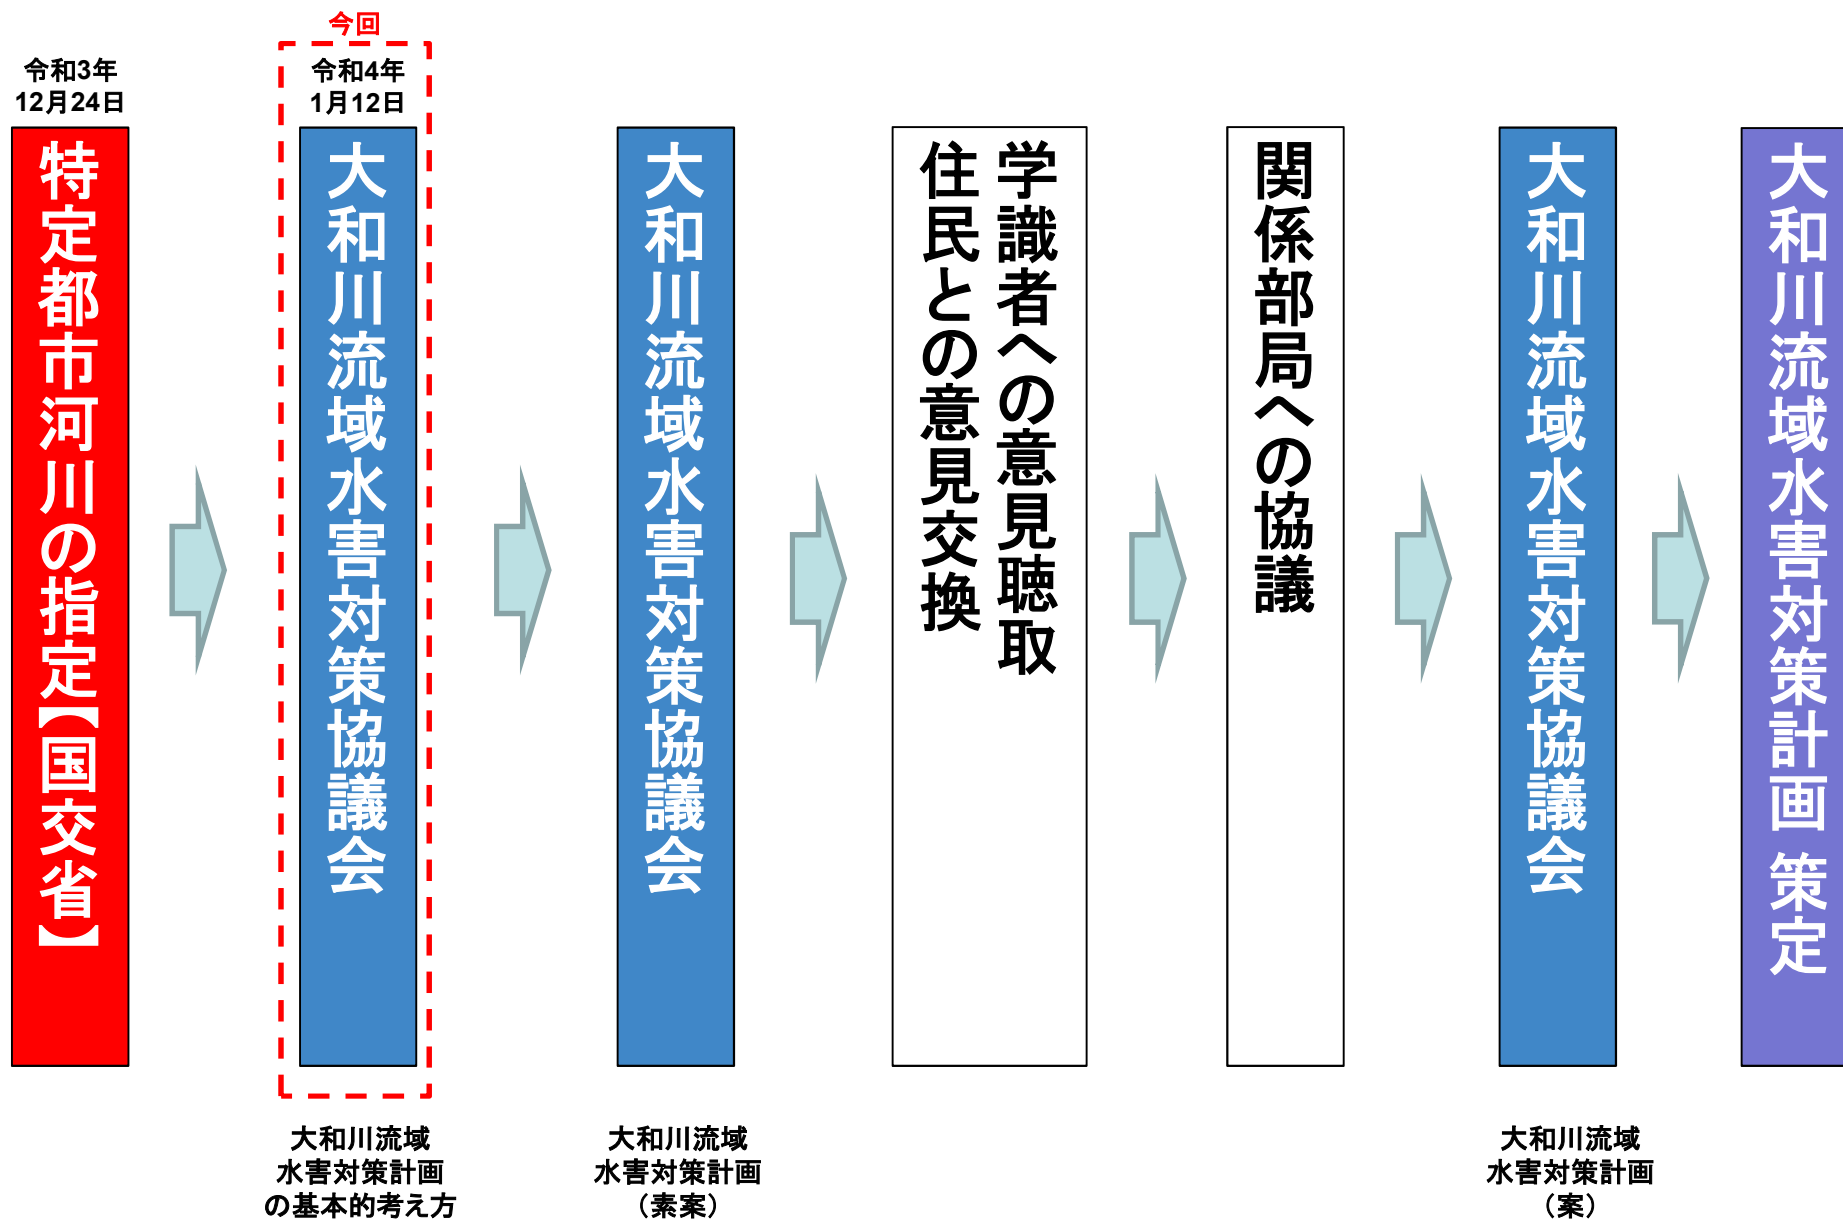 令和3年
12月24日
特定都市河川の指定【国交省】
今回
令和4年
1月12日
大和川流域水害対策協議会
大和川流域
水害対策計画
の基本的考え方
大和川流域水害対策協議会
大和川流域
水害対策計画
（素案）
学識者への意見聴取
住民との意見交換
関係部局への協議
大和川流域水害対策協議会
大和川流域
水害対策計画
（案）
大和川流域水害対策計画 策定